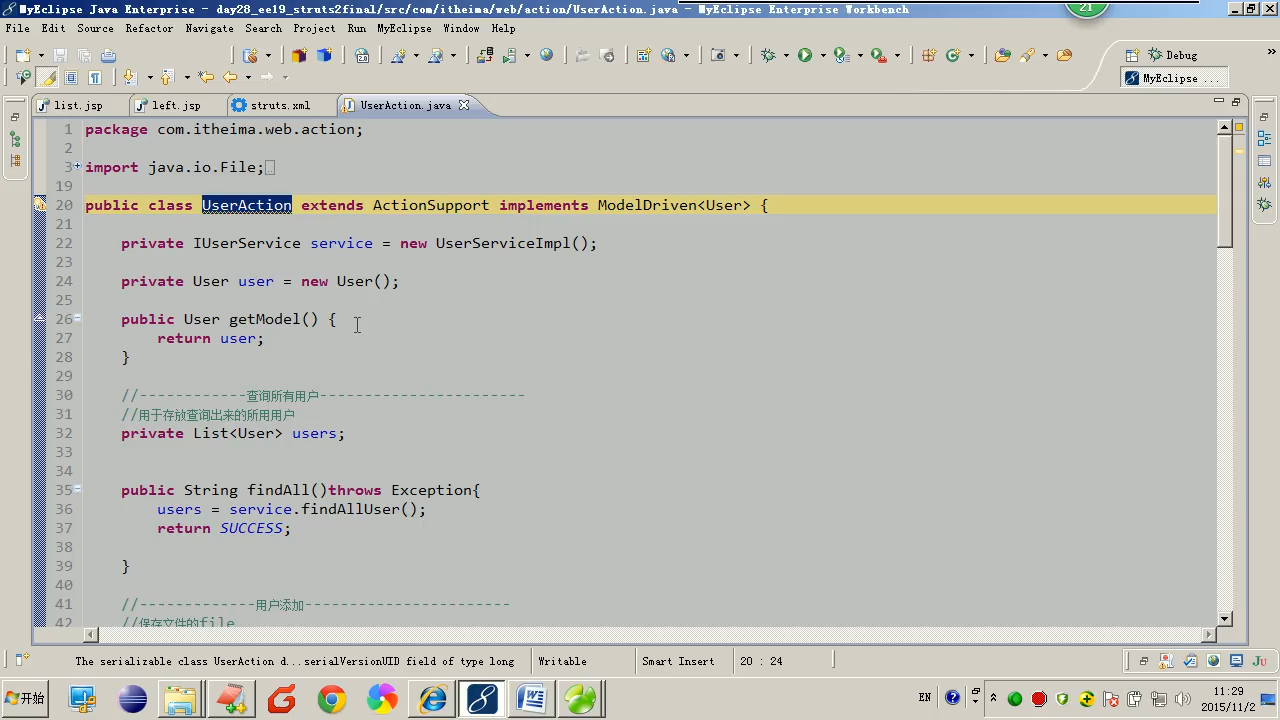 MyEclipse Java Enterprise - day28_ee19_struts2final/src/com/itheima/web/action/UserAction.java - MyEclipse Enterprise Workbench
21
File Edit Source Refactor Navigate Search Project Run MyEclipse Window Help
Debug
MyEclipse ...
list.jsp left.jsp struts.xml UserAction.java
1 package com.itheima.web.action;
2
3 import java.io.File;
19
20 public class UserAction extends ActionSupport implements ModelDriven<User> {
21
22 private IUserService service = new UserServiceImpl();
23
24 private User user = new User();
25
26 public User getModel() {
27 return user;
28 }
29
30 //------------查询所有用户-----------------------
31 //用于存放查询出来的所用用户
32 private List<User> users;
33
34
35 public String findAll()throws Exception{
36 users = service.findAllUser();
37 return SUCCESS;
38
39 }
40
41 //-------------用户添加-----------------------
42 //保存文件的file
The serializable class UserAction d...serialVersionUID field of type long Writable Smart Insert 20 : 24
开始
EN
11:29
2015/11/2